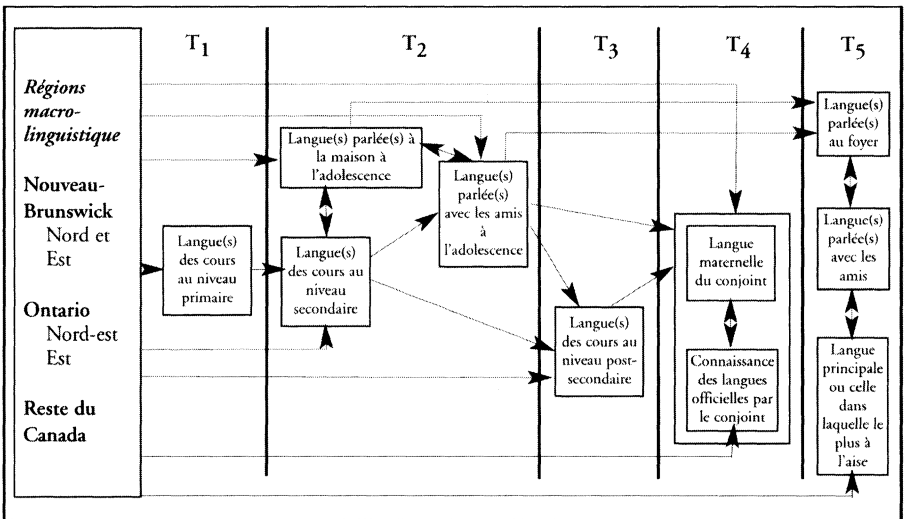 T1
T2
T3
T4
T5
Régions
macro-
linguistique
Nouveau-
Brunswick
Nord et
Est
Ontario
Nord-est
Est
Reste du
Canada
Langue(s)
des cours au
niveau
primaire
Langue(s) parlée(s) à
la maison à
l'adolescence
Langue(s)
des cours au
niveau
secondaire
Langue(s)
parlée(s)
avec les amis
à
l'adolescence
Langue(s)
des cours au
niveau post-
secondaire
Langue
maternelle
du conjoint
Connaissance
des langues
officielles par
le conjoint
Langue(s)
parlée(s)
au foyer
Langue(s)
parlée(s)
avec les
amis
Langue
principale
ou celle
dans
laquelle le
plus à
l'aise